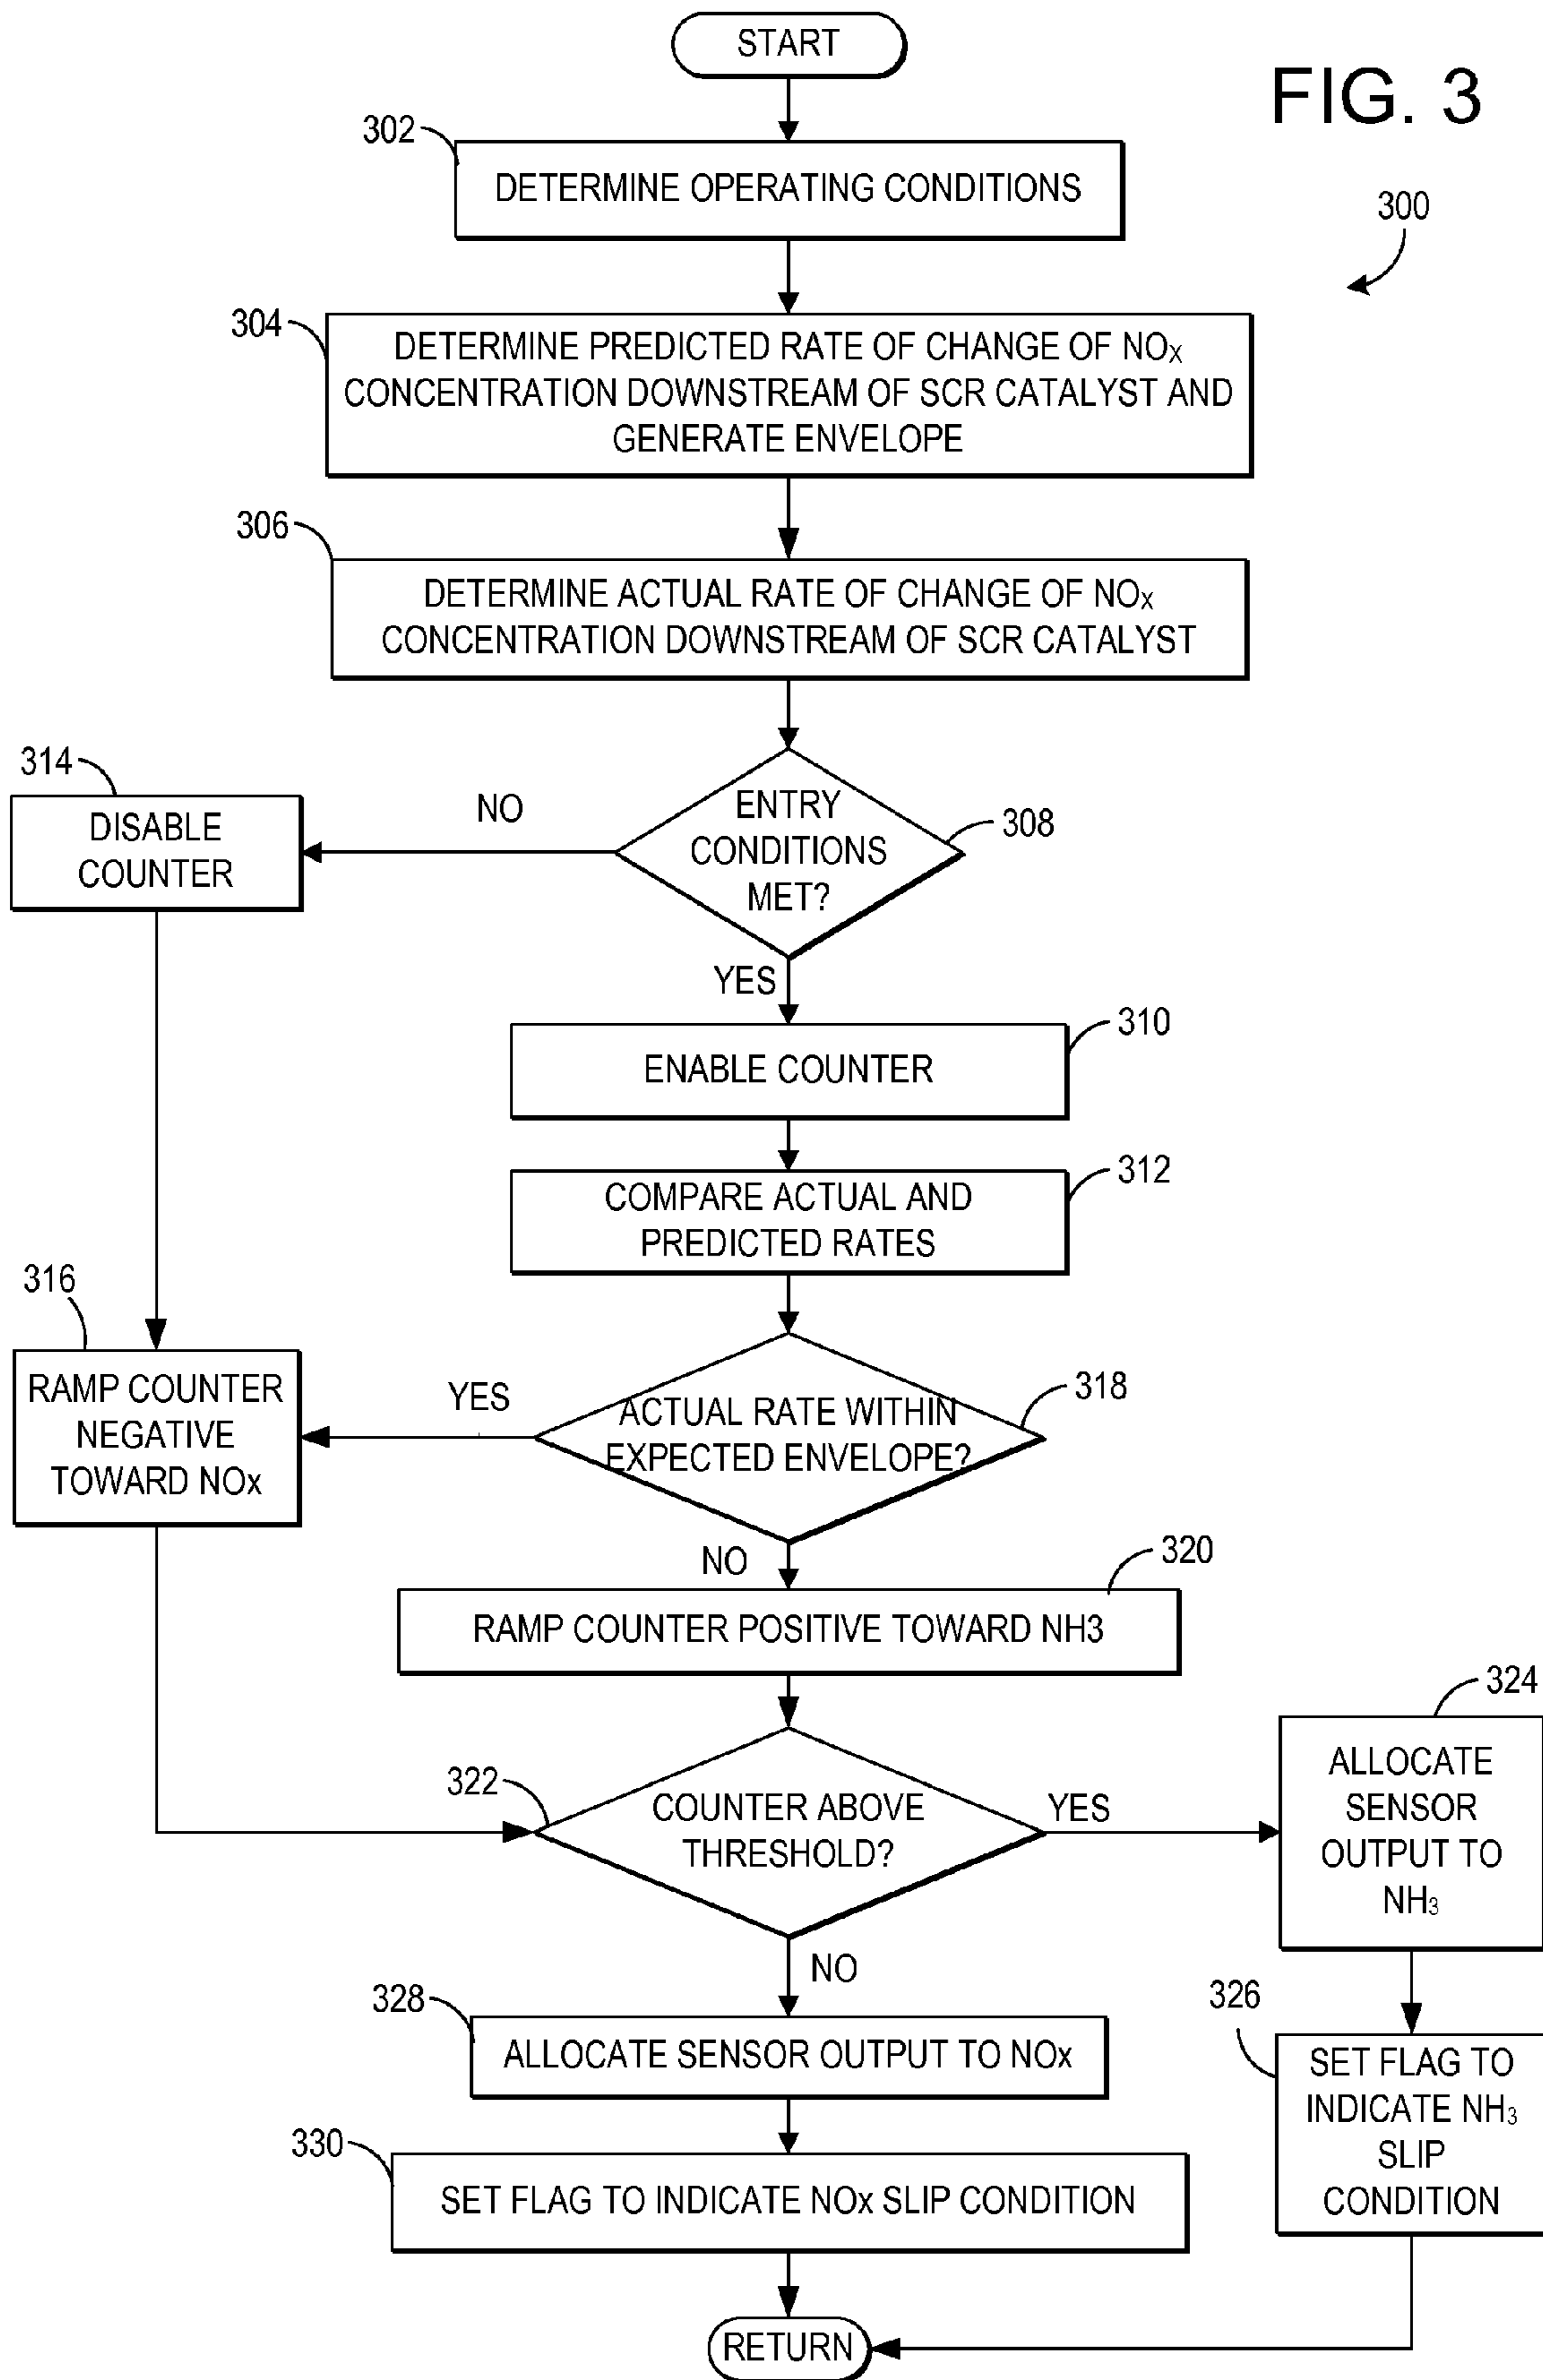 START
FIG. 3
302
DETERMINE OPERATING CONDITIONS
300
304
DETERMINE PREDICTED RATE OF CHANGE OF NOX
CONCENTRATION DOWNSTREAM OF SCR CATALYST AND
GENERATE ENVELOPE
306
DETERMINE ACTUAL RATE OF CHANGE OF NOX
CONCENTRATION DOWNSTREAM OF SCR CATALYST
314
DISABLE
COUNTER
NO
ENTRY
CONDITIONS
MET?
308
YES
310
ENABLE COUNTER
312
COMPARE ACTUAL AND
PREDICTED RATES
316
RAMP COUNTER
NEGATIVE
TOWARD NOx
YES
ACTUAL RATE WITHIN
EXPECTED ENVELOPE?
318
NO
320
RAMP COUNTER POSITIVE TOWARD NH3
322
COUNTER ABOVE
THRESHOLD?
YES
324
ALLOCATE
SENSOR
OUTPUT TO
NH3
NO
328
ALLOCATE SENSOR OUTPUT TO NOx
326
SET FLAG TO
INDICATE NH3
SLIP
CONDITION
330
SET FLAG TO INDICATE NOx SLIP CONDITION
RETURN